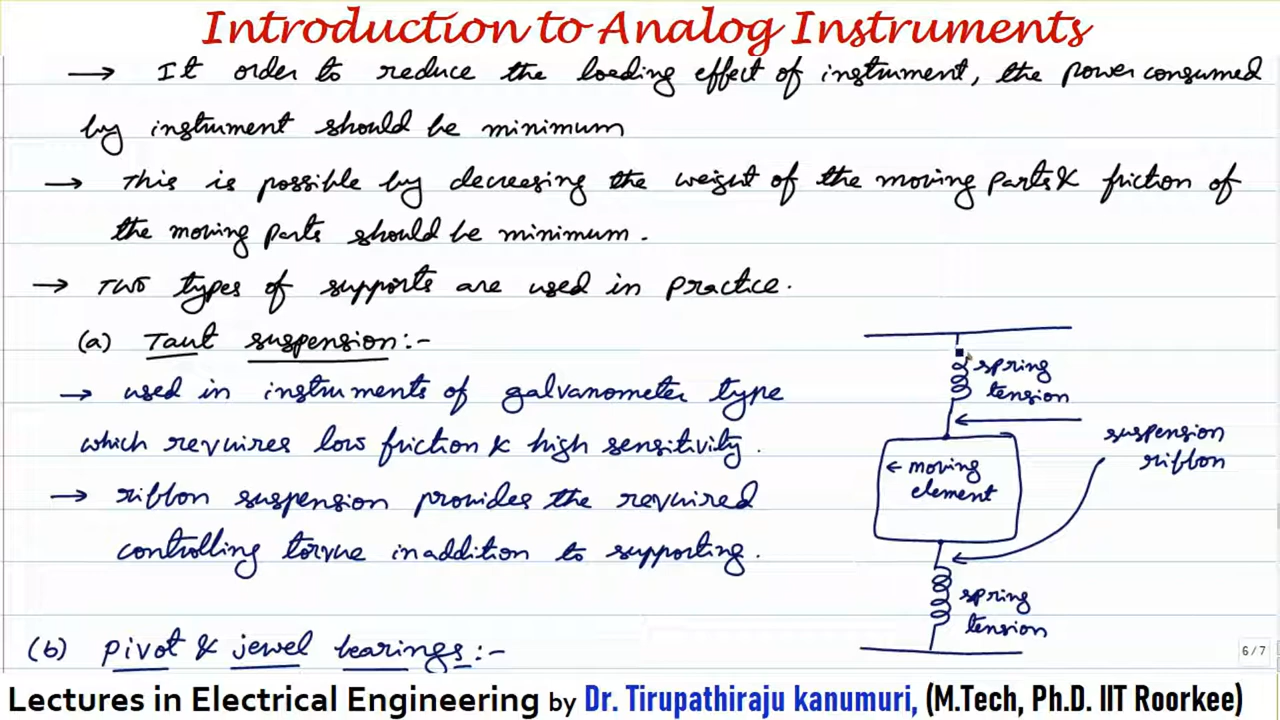 Introduction to Analog Instruments
→ It order to reduce the loading effect of instrument, the power consumed
by instrument should be minimum
→ This is possible by decreasing the weight of the moving parts & friction of
the moving parts should be minimum.
→ Two types of supports are used in practice.
(a) Taut suspension:-
→ used in instruments of galvanometer type
which requires low friction & high sensitivity.
→ ribbon suspension provides the required
controlling torque in addition to supporting.
(b) pivot & jewel bearings:-
spring
tension
suspension
ribbon
← moving
element
spring
tension
6 / 7
Lectures in Electrical Engineering by Dr. Tirupathiraju kanumuri, (M.Tech, Ph.D. IIT Roorkee)